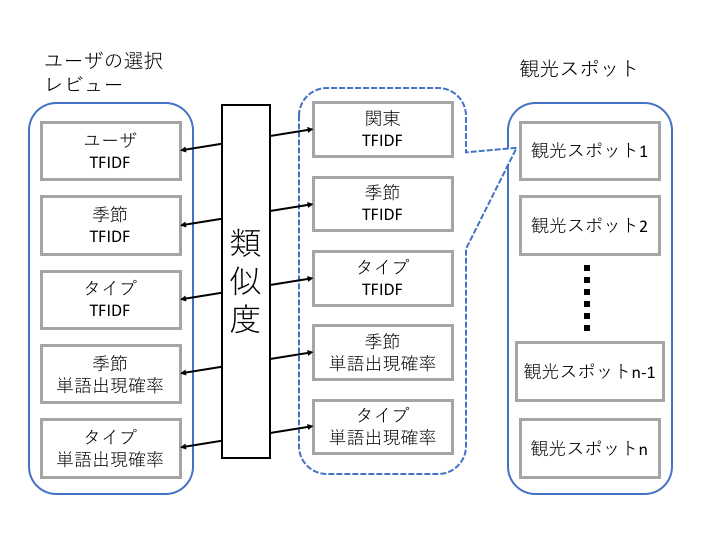 ユーザの選択
レビュー
ユーザ
TFIDF
季節
TFIDF
タイプ
TFIDF
季節
単語出現確率
タイプ
単語出現確率
類似度
関東
TFIDF
季節
TFIDF
タイプ
TFIDF
季節
単語出現確率
タイプ
単語出現確率
観光スポット
観光スポット1
観光スポット2
観光スポットn-1
観光スポットn